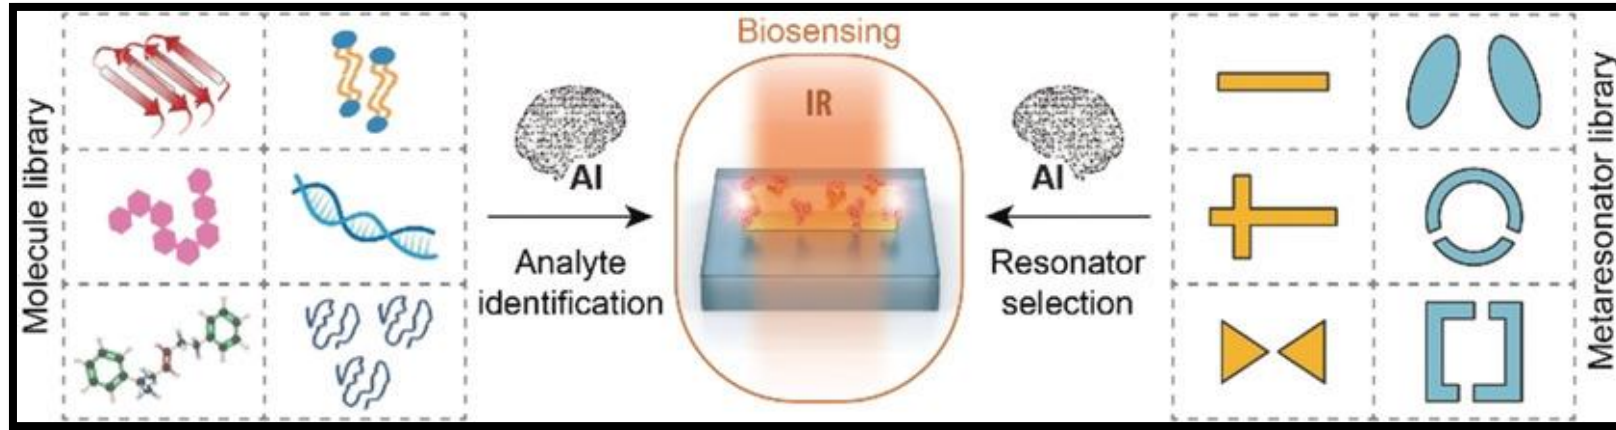 Molecule library
AI
Analyte
identification
Biosensing
IR
AI
Resonator
selection
Metaresonator library